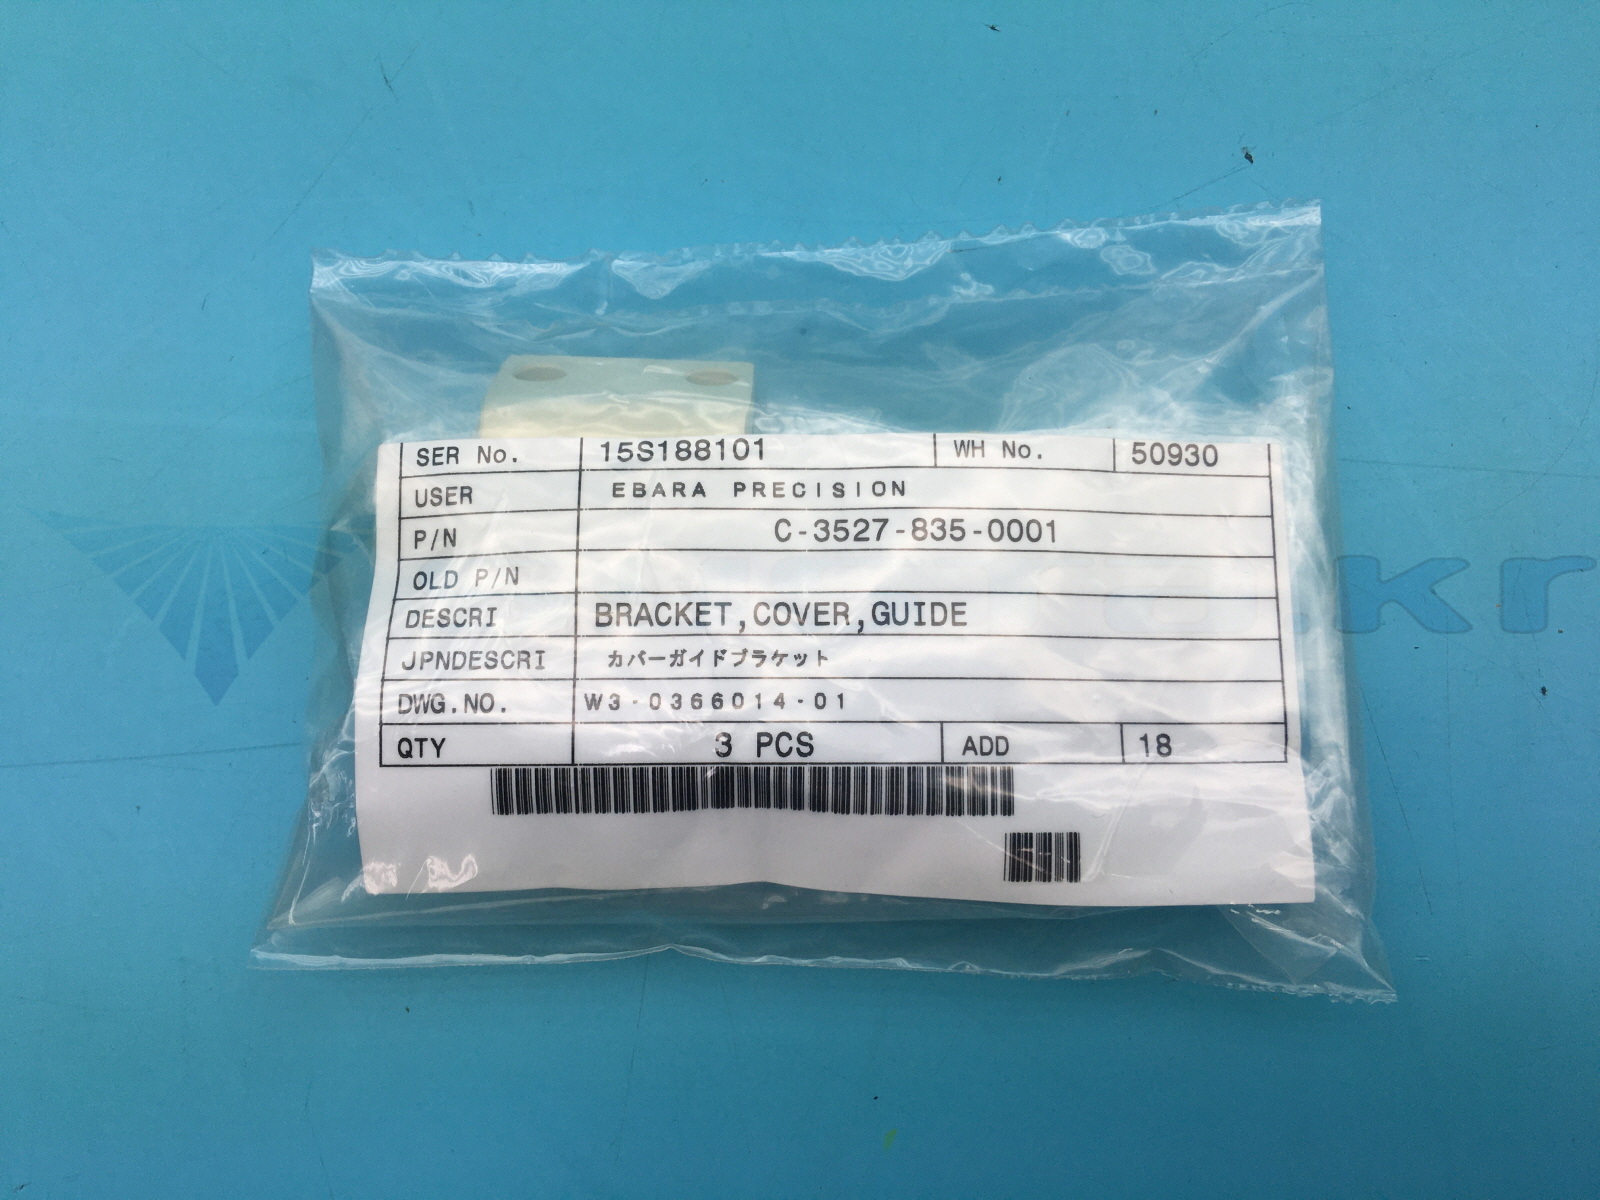 SER No. 15S188101 WH No. 50930
USER EBARA PRECISION
P/N C-3527-835-0001
OLD P/N
DESCRI BRACKET,COVER,GUIDE
JPNDESCRI カバーガイドブラケット
DWG.NO. W3-0366014-01
QTY 3 PCS ADD 18
.kr